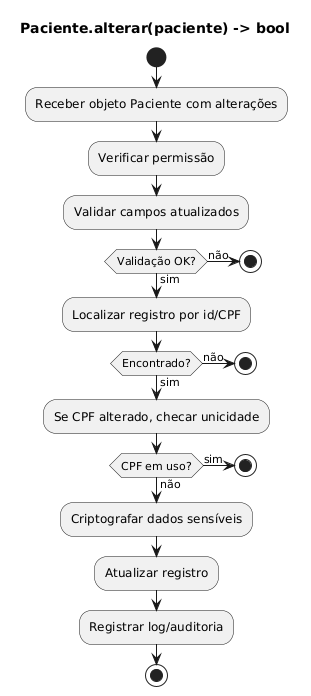 Paciente.alterar(paciente) -> bool
Receber objeto Paciente com alterações
Verificar permissão
Validar campos atualizados
Validação OK?
não
sim
Localizar registro por id/CPF
Encontrado?
não
sim
Se CPF alterado, checar unicidade
CPF em uso?
sim
não
Criptografar dados sensíveis
Atualizar registro
Registrar log/auditoria